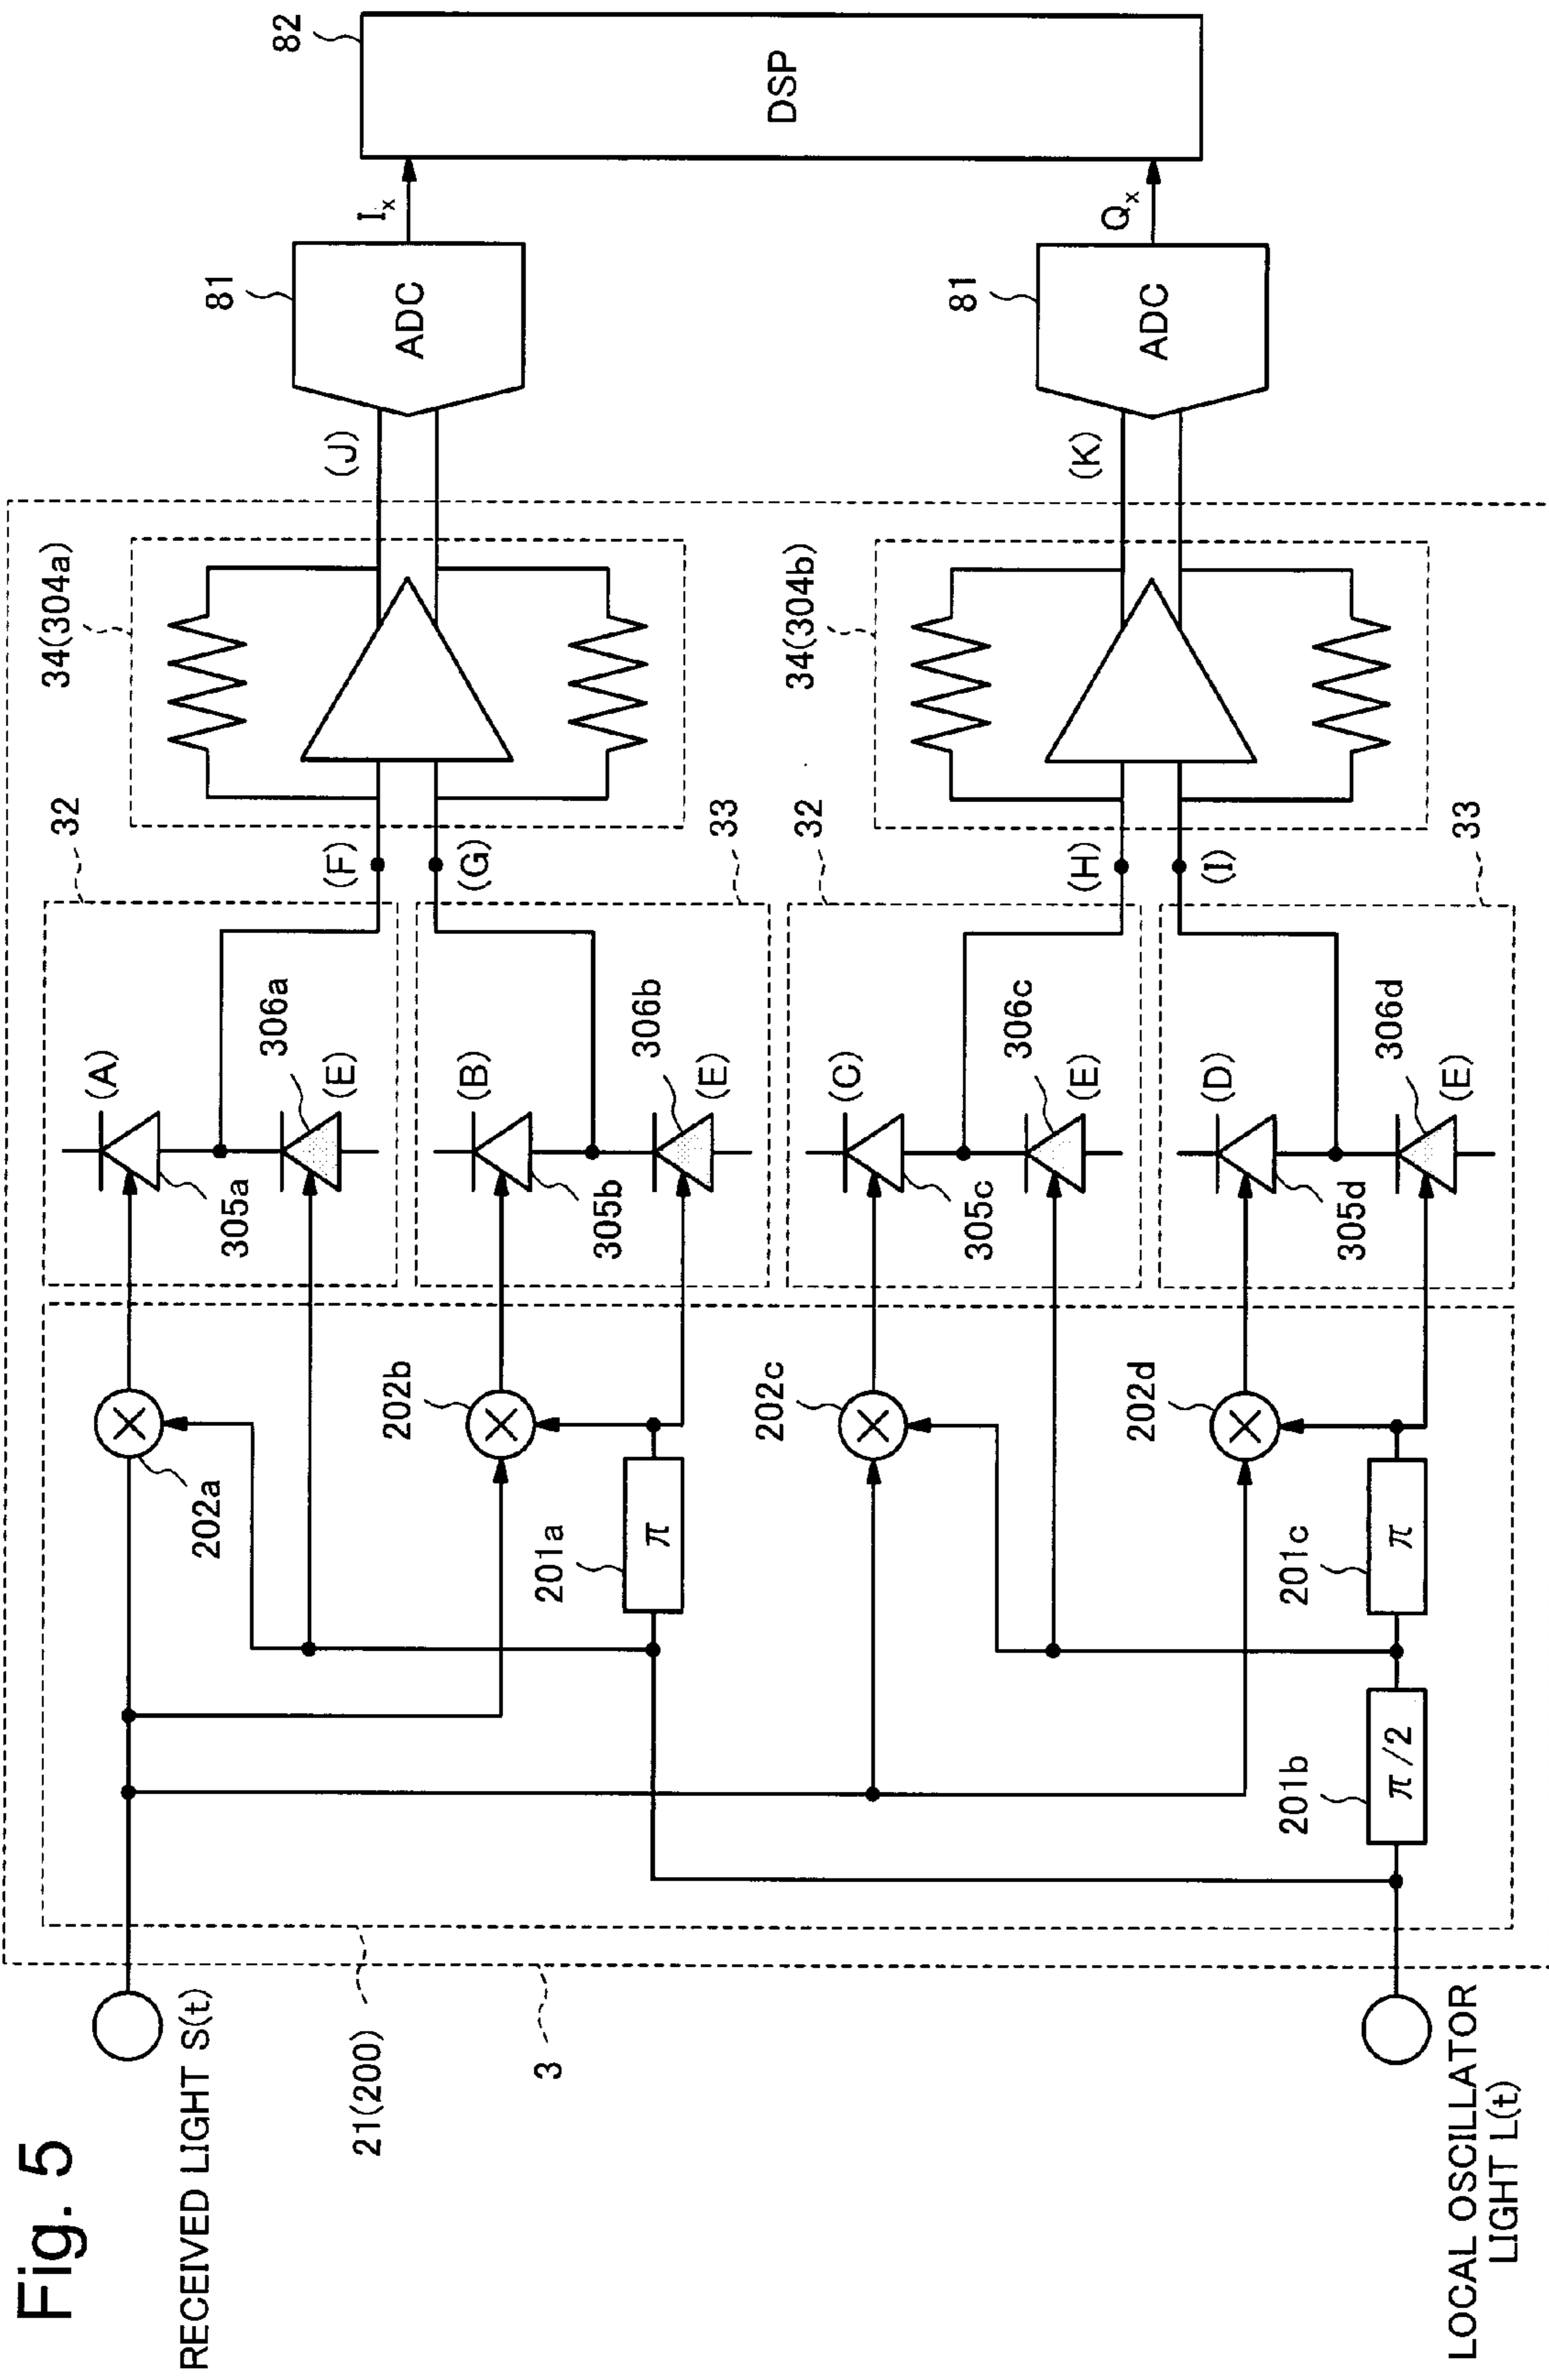 Fig. 5
RECEIVED LIGHT S(t)
LOCAL OSCILLATOR
LIGHT L(t)
21(200)
3
202a
202b
202c
202d
201a
π
201b
π/2
201c
π
32
(A)
305a
306a
(E)
33
(B)
305b
306b
(E)
32
(C)
305c
306c
(E)
33
(D)
305d
306d
(E)
(F)
(G)
(H)
(I)
34(304a)
34(304b)
(J)
(K)
81
ADC
81
ADC
Ix
Qx
82
DSP